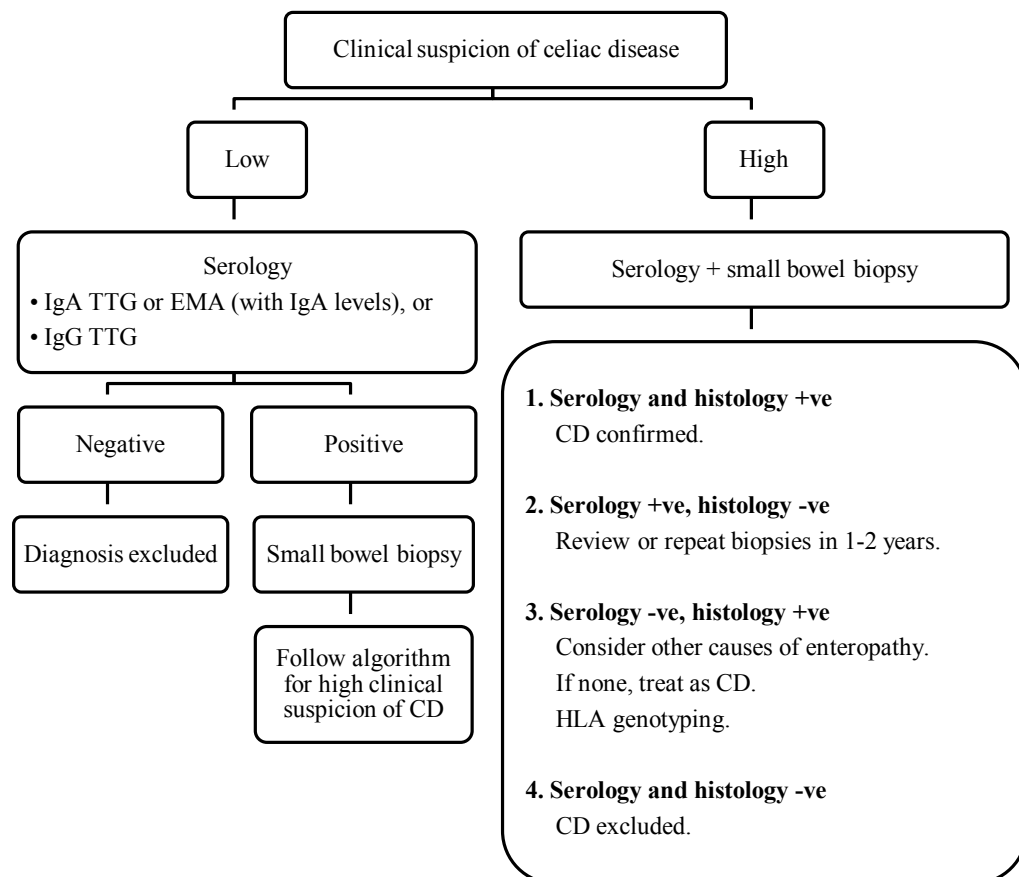 Clinical suspicion of celiac disease
Low
High
Serology
• IgA TTG or EMA (with IgA levels), or
• IgG TTG
Serology + small bowel biopsy
Negative
Positive
Diagnosis excluded
Small bowel biopsy
Follow algorithm
for high clinical
suspicion of CD
1. Serology and histology +ve
CD confirmed.
2. Serology +ve, histology -ve
Review or repeat biopsies in 1-2 years.
3. Serology -ve, histology +ve
Consider other causes of enteropathy.
If none, treat as CD.
HLA genotyping.
4. Serology and histology -ve
CD excluded.